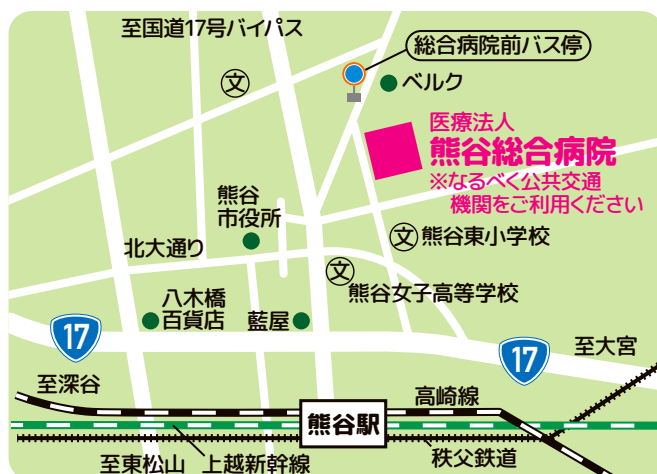 至国道17号バイパス
総合病院前バス停
文
ベルク
医療法人
熊谷総合病院
※なるべく公共交通
機関をご利用ください
熊谷
市役所
北大通り
文 熊谷東小学校
文
熊谷女子高等学校
八木橋
百貨店
藍屋
17
17
至大宮
至深谷
高崎線
熊谷駅
至東松山
上越新幹線
秩父鉄道